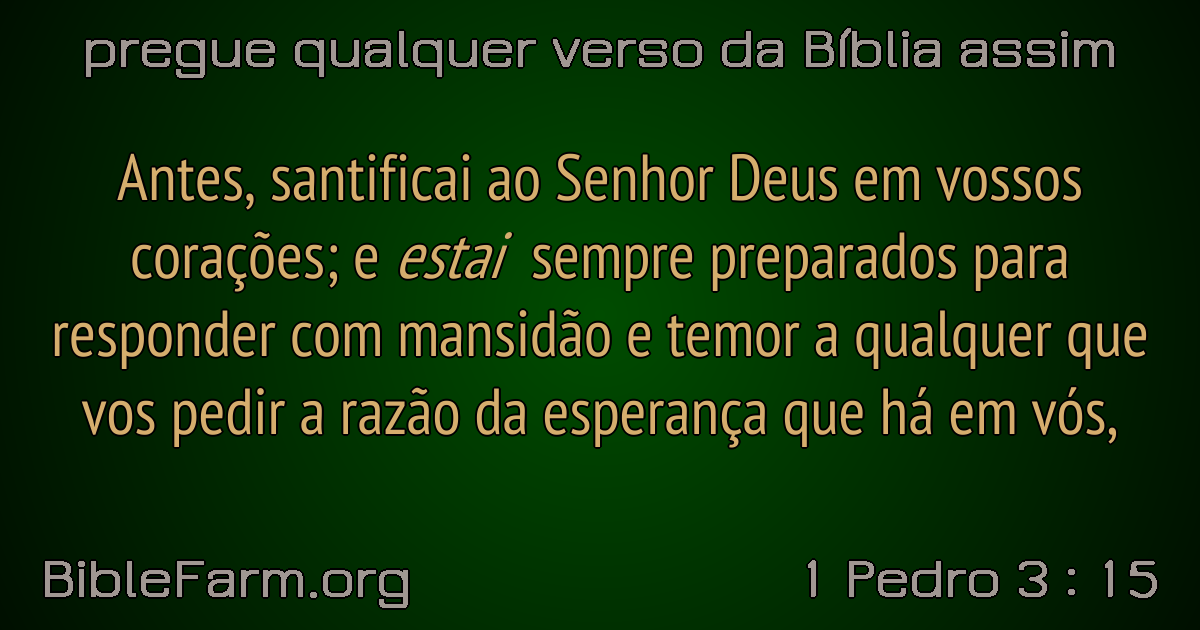 pregue qualquer verso da Bíblia assim
Antes, santificai ao Senhor Deus em vossos
corações; e estai sempre preparados para
responder com mansidão e temor a qualquer que
vos pedir a razão da esperança que há em vós,
BibleFarm.org
1 Pedro 3 : 15